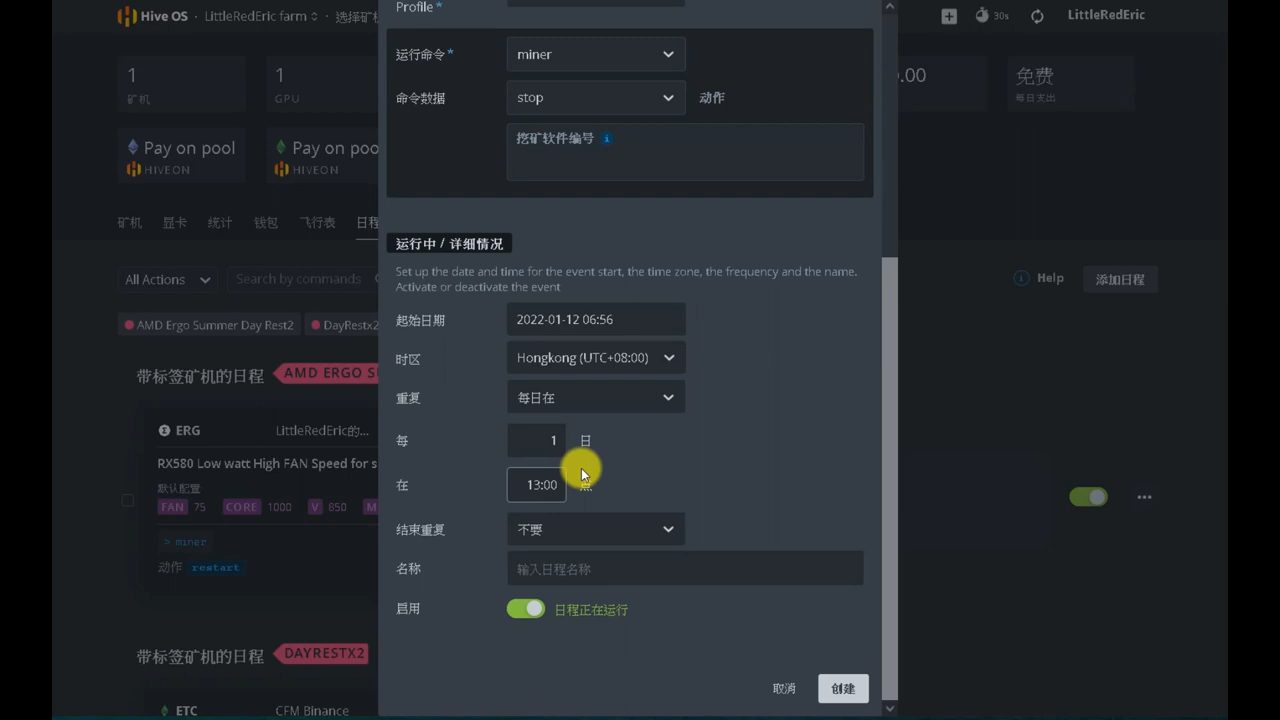 Hive OS
LittleRedEric farm
选择矿机
Profile *
30s
LittleRedEric
运行命令*
miner
命令数据
stop
动作
挖矿软件编号
1
矿机
1
GPU
.00
免费
每日支出
Pay on pool
HIVEON
Pay on poo
HIVEON
矿机
显卡
统计
钱包
飞行表
日程
运行中 / 详细情况
Set up the date and time for the event start, the time zone, the frequency and the name.
Activate or deactivate the event
All Actions
Search by commands
Help
添加日程
起始日期
2022-01-12 06:56
AMD Ergo Summer Day Rest2
DayRestx2
时区
Hongkong (UTC+08:00)
带标签矿机的日程
AMD ERGO S
重复
每日在
ERG
LittleRedEric的...
每
1
日
RX580 Low watt High FAN Speed for s
默认配置
在
13:00
点
FAN 75
CORE 1000
V 850
M
结束重复
不要
> miner
动作 restart
名称
输入日程名称
启用
日程正在运行
带标签矿机的日程
DAYRESTX2
取消
创建
ETC
CFM Binance